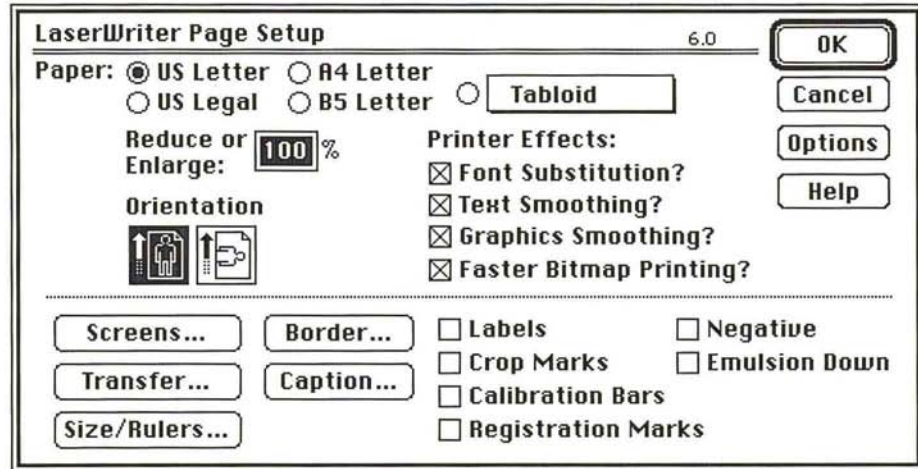 LaserWriter Page Setup 6.0 OK
Paper: US Letter A4 Letter
US Legal B5 Letter Tabloid Cancel
Reduce or Enlarge: 100 %
Printer Effects: Options
Font Substitution? Help
Text Smoothing?
Orientation
Graphics Smoothing?
Faster Bitmap Printing?
Screens... Border... Labels Negative
Crop Marks Emulsion Down
Transfer... Caption...
Calibration Bars
Size/Rulers... Registration Marks